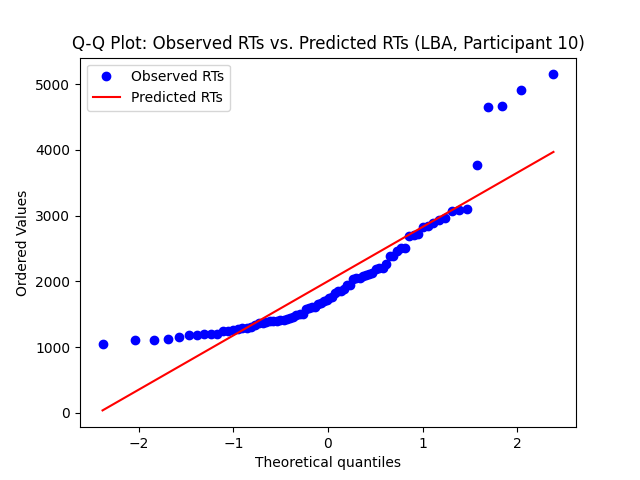 Q-Q Plot: Observed RTs vs. Predicted RTs (LBA, Participant 10)
Observed RTs
Predicted RTs
5000
4000
3000
2000
1000
0
Ordered Values
−2
−1
0
1
2
Theoretical quantiles